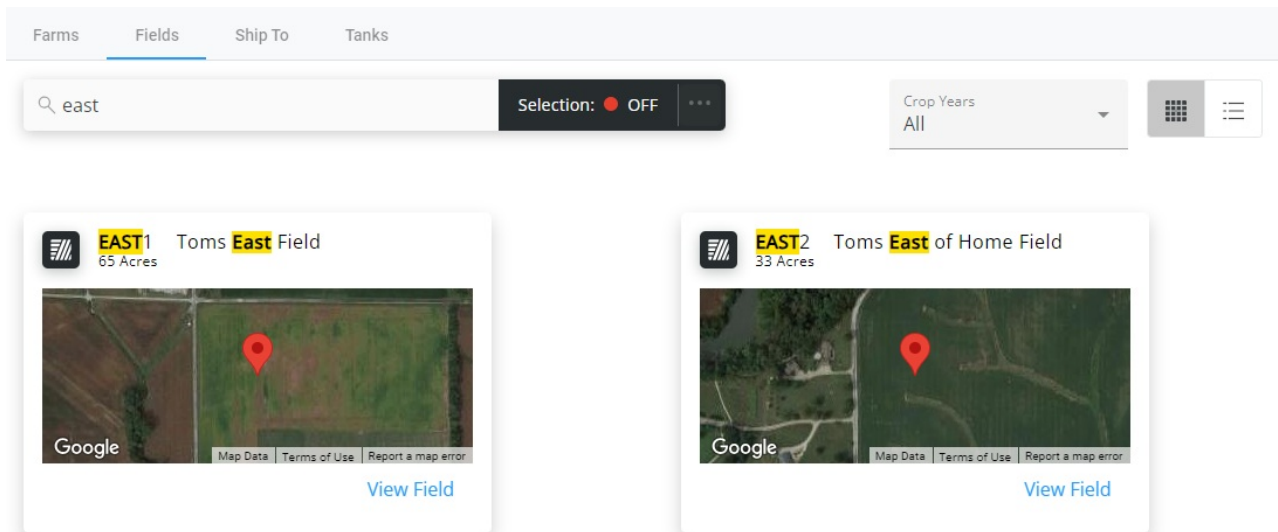 Farms Fields Ship To Tanks
east
Selection: OFF
Crop Years
All
EAST1 Toms East Field
65 Acres
EAST2 Toms East of Home Field
33 Acres
Google
Map Data Terms of Use Report a map error
Google
Map Data Terms of Use Report a map error
View Field
View Field